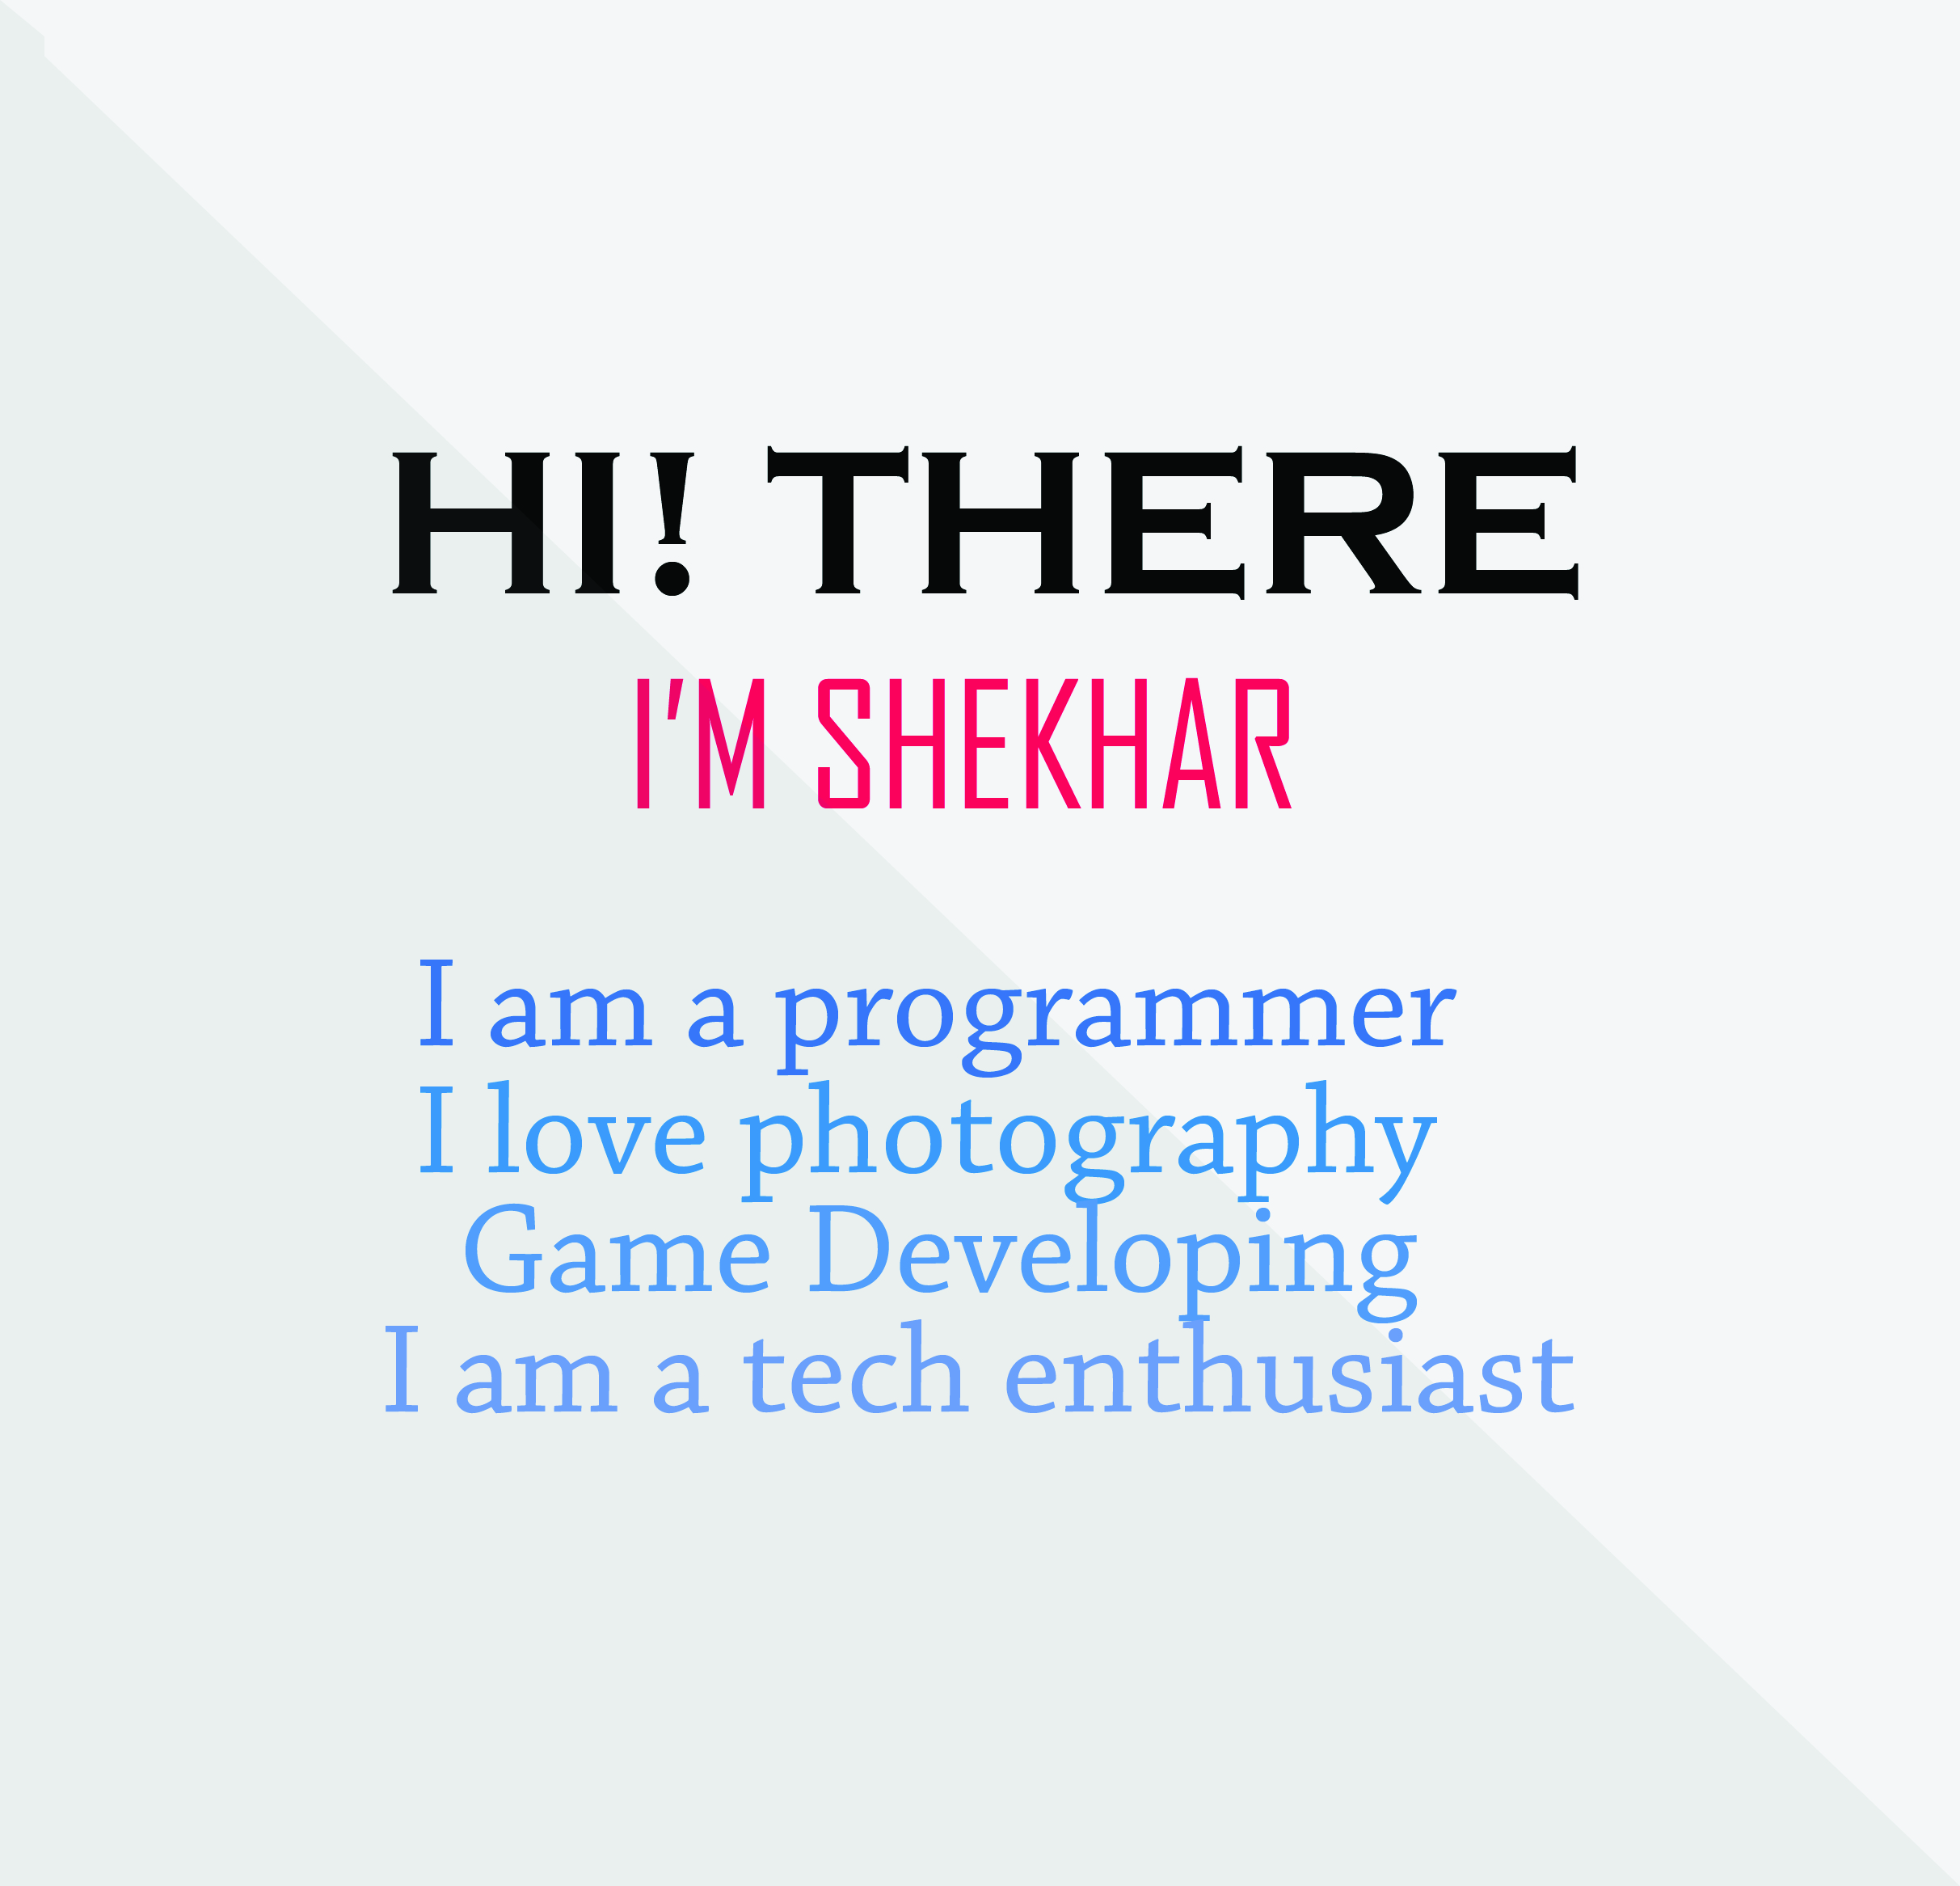 HI! THERE
I'M SHEKHAR
I am a programmer
I love photography
Game Developing
I am a tech enthusiast